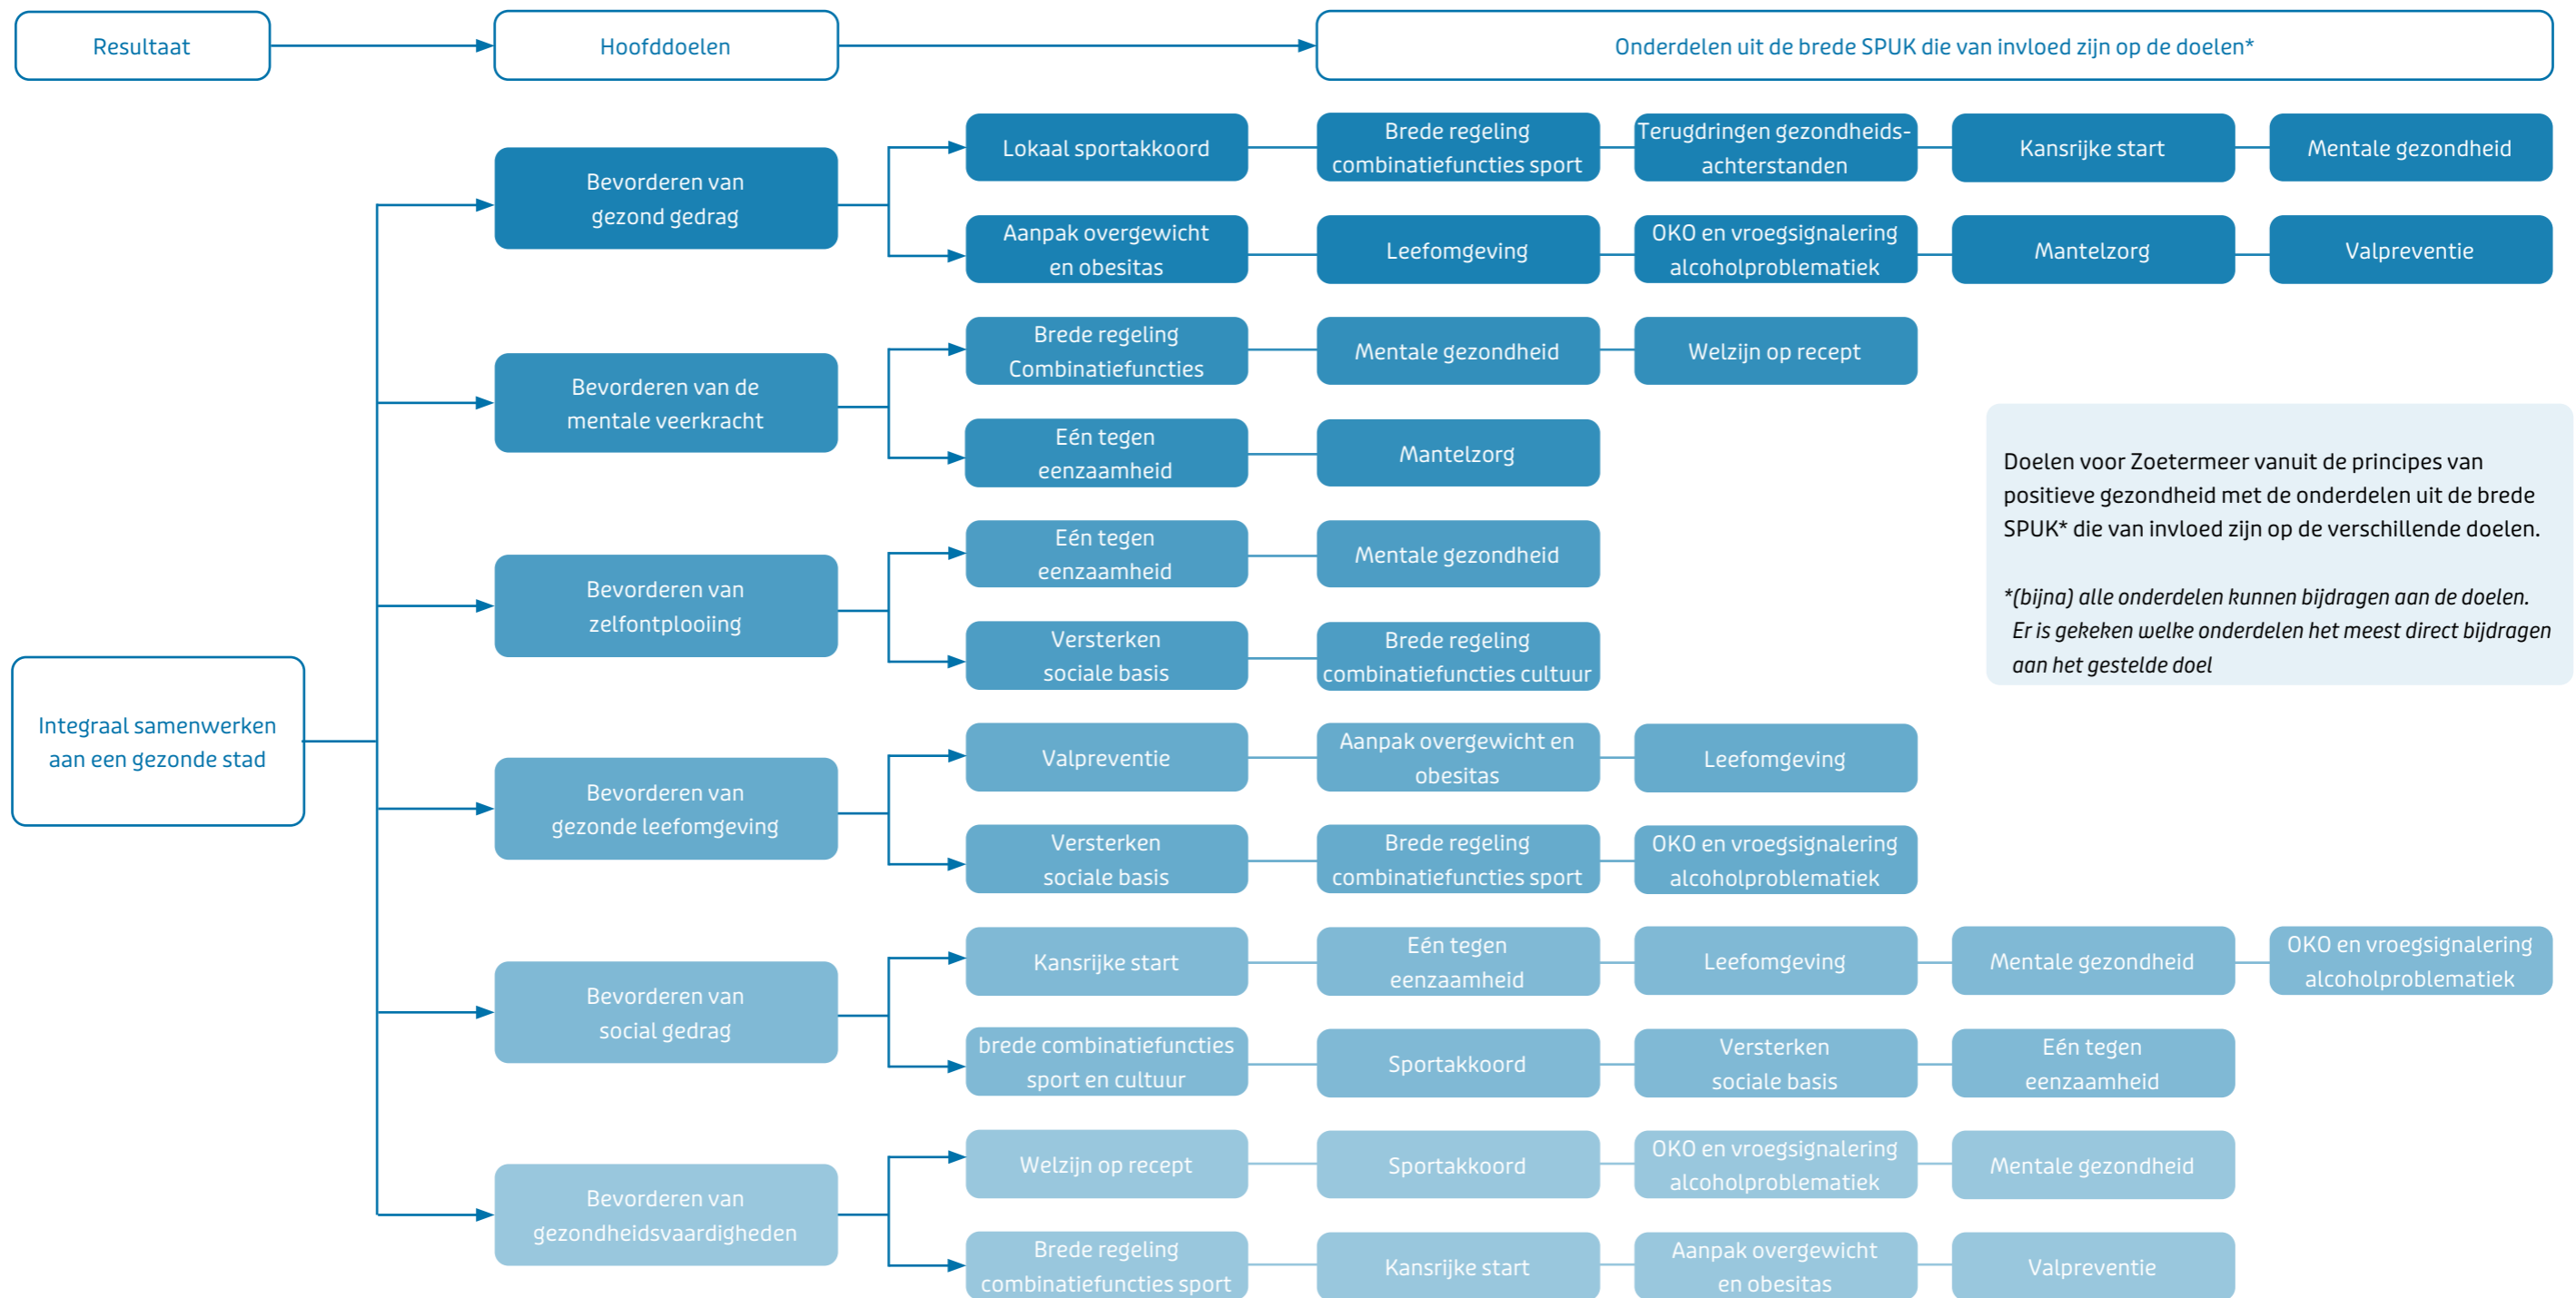 Resultaat
Hoofddoelen
Onderdelen uit de brede SPUK die van invloed zijn op de doelen*
Integraal samenwerken
aan een gezonde stad
Bevorderen van
gezond gedrag
Lokaal sportakkoord
Brede regeling
combinatiefuncties sport
Terugdringen gezondheids-
achterstanden
Kansrijke start
Mentale gezondheid
Aanpak overgewicht
en obesitas
Leefomgeving
OKO en vroegsignalering
alcoholproblematiek
Mantelzorg
Valpreventie
Bevorderen van de
mentale veerkracht
Brede regeling
Combinatiefuncties
Mentale gezondheid
Welzijn op recept
Eén tegen
eenzaamheid
Mantelzorg
Bevorderen van
zelfontplooiing
Eén tegen
eenzaamheid
Mentale gezondheid
Versterken
sociale basis
Brede regeling
combinatiefuncties cultuur
Bevorderen van
gezonde leefomgeving
Valpreventie
Aanpak overgewicht en
obesitas
Leefomgeving
Versterken
sociale basis
Brede regeling
combinatiefuncties sport
OKO en vroegsignalering
alcoholproblematiek
Bevorderen van
social gedrag
Kansrijke start
Eén tegen
eenzaamheid
Leefomgeving
Mentale gezondheid
OKO en vroegsignalering
alcoholproblematiek
brede combinatiefuncties
sport en cultuur
Sportakkoord
Versterken
sociale basis
Eén tegen
eenzaamheid
Bevorderen van
gezondheidsvaardigheden
Welzijn op recept
Sportakkoord
OKO en vroegsignalering
alcoholproblematiek
Mentale gezondheid
Brede regeling
combinatiefuncties sport
Kansrijke start
Aanpak overgewicht
en obesitas
Valpreventie
Doelen voor Zoetermeer vanuit de principes van
positieve gezondheid met de onderdelen uit de brede
SPUK* die van invloed zijn op de verschillende doelen.
*(bijna) alle onderdelen kunnen bijdragen aan de doelen.
Er is gekeken welke onderdelen het meest direct bijdragen
aan het gestelde doel